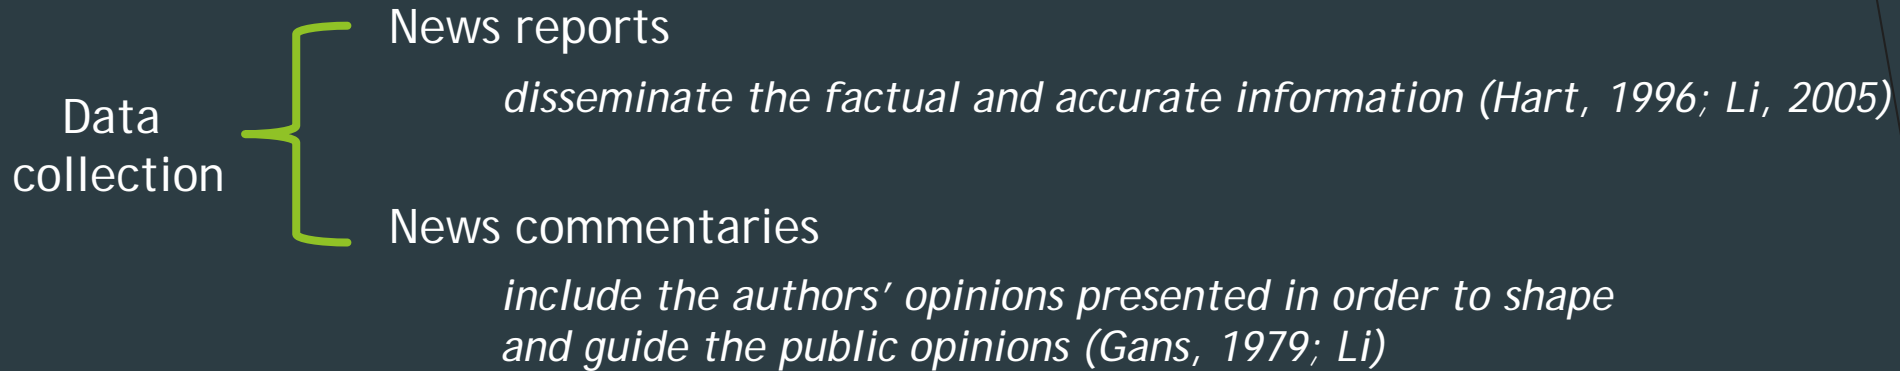 News reports
disseminate the factual and accurate information (Hart, 1996; Li, 2005)
Data
collection
News commentaries
include the authors’ opinions presented in order to shape
and guide the public opinions (Gans, 1979; Li)